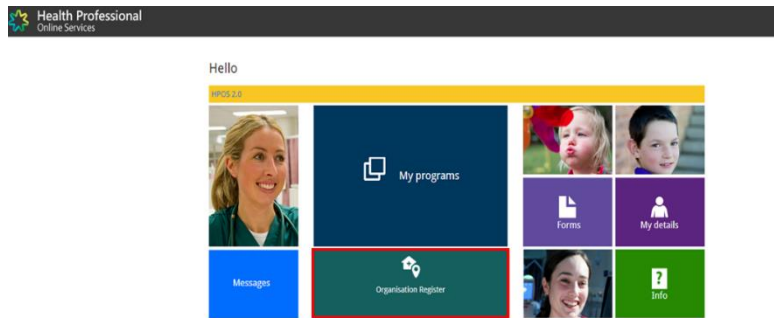 Health Professional
Online Services
Hello
HPOS 2.0
My programs
Forms
My details
Messages
Organisation Register
?
Info